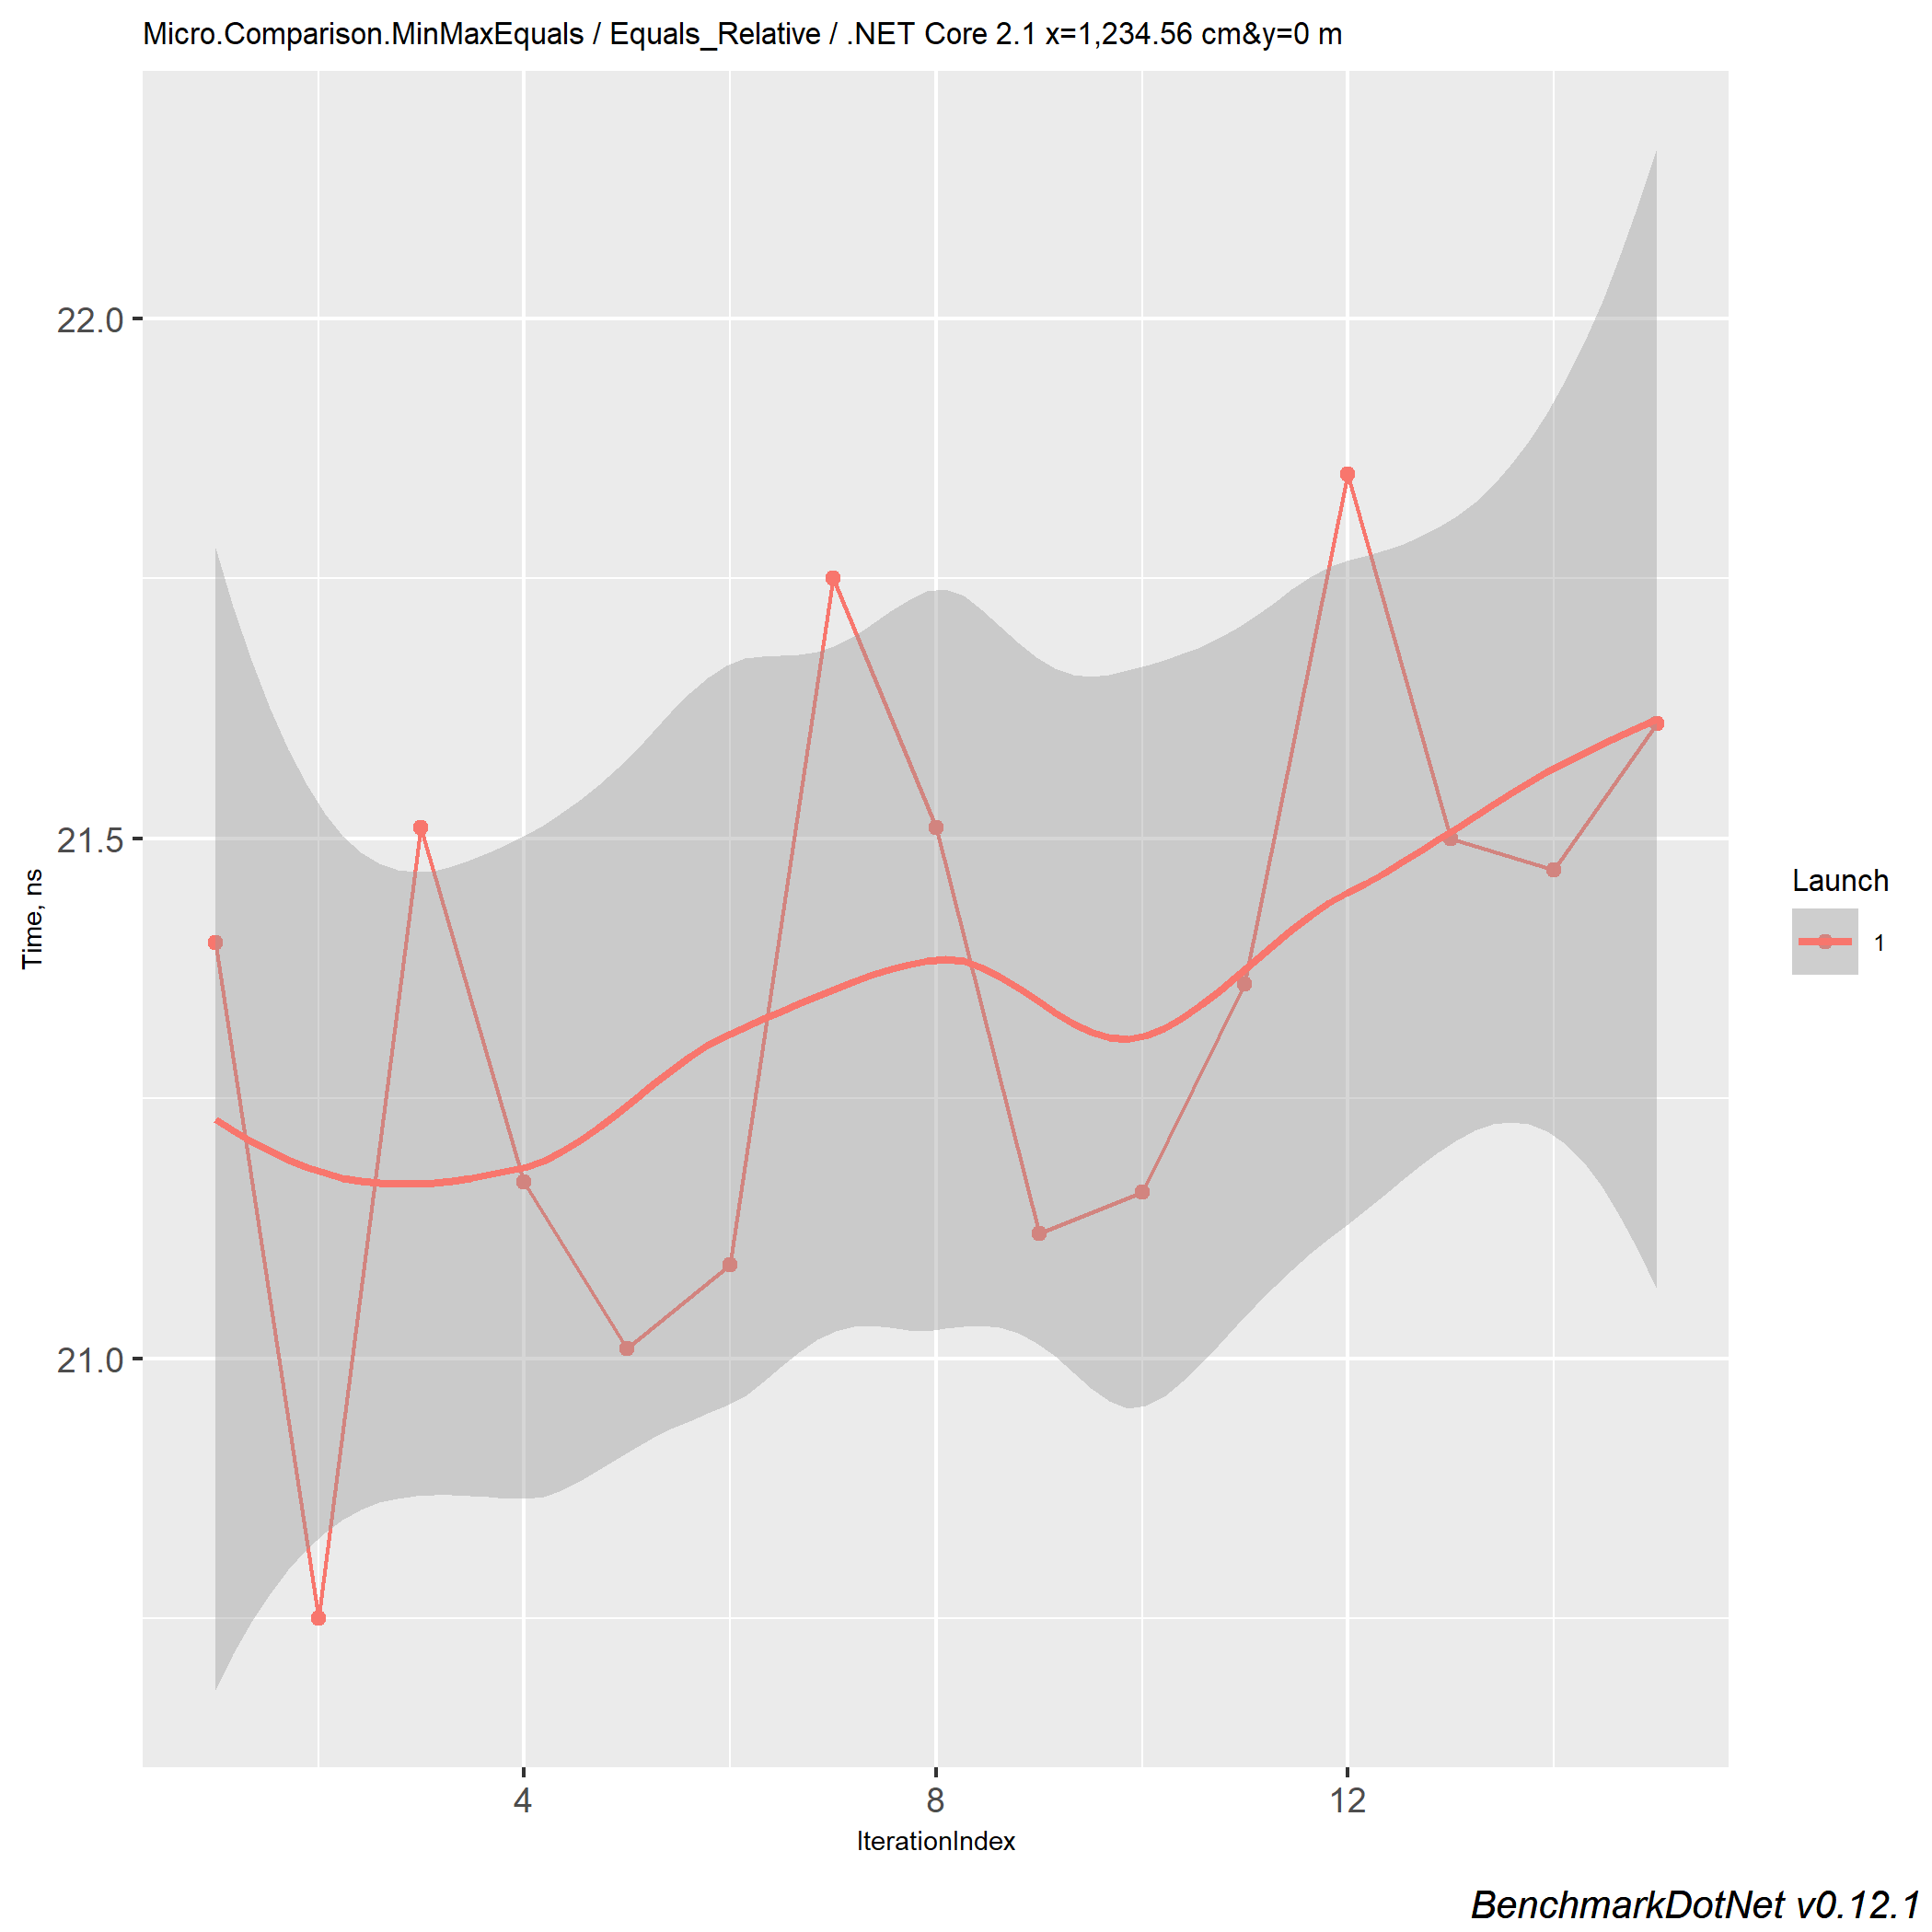 Micro.Comparison.MinMaxEquals / Equals_Relative / .NET Core 2.1 x=1,234.56 cm&y=0 m
22.0
21.5
21.0
Time, ns
4 8 12
IterationIndex
Launch
1
BenchmarkDotNet v0.12.1